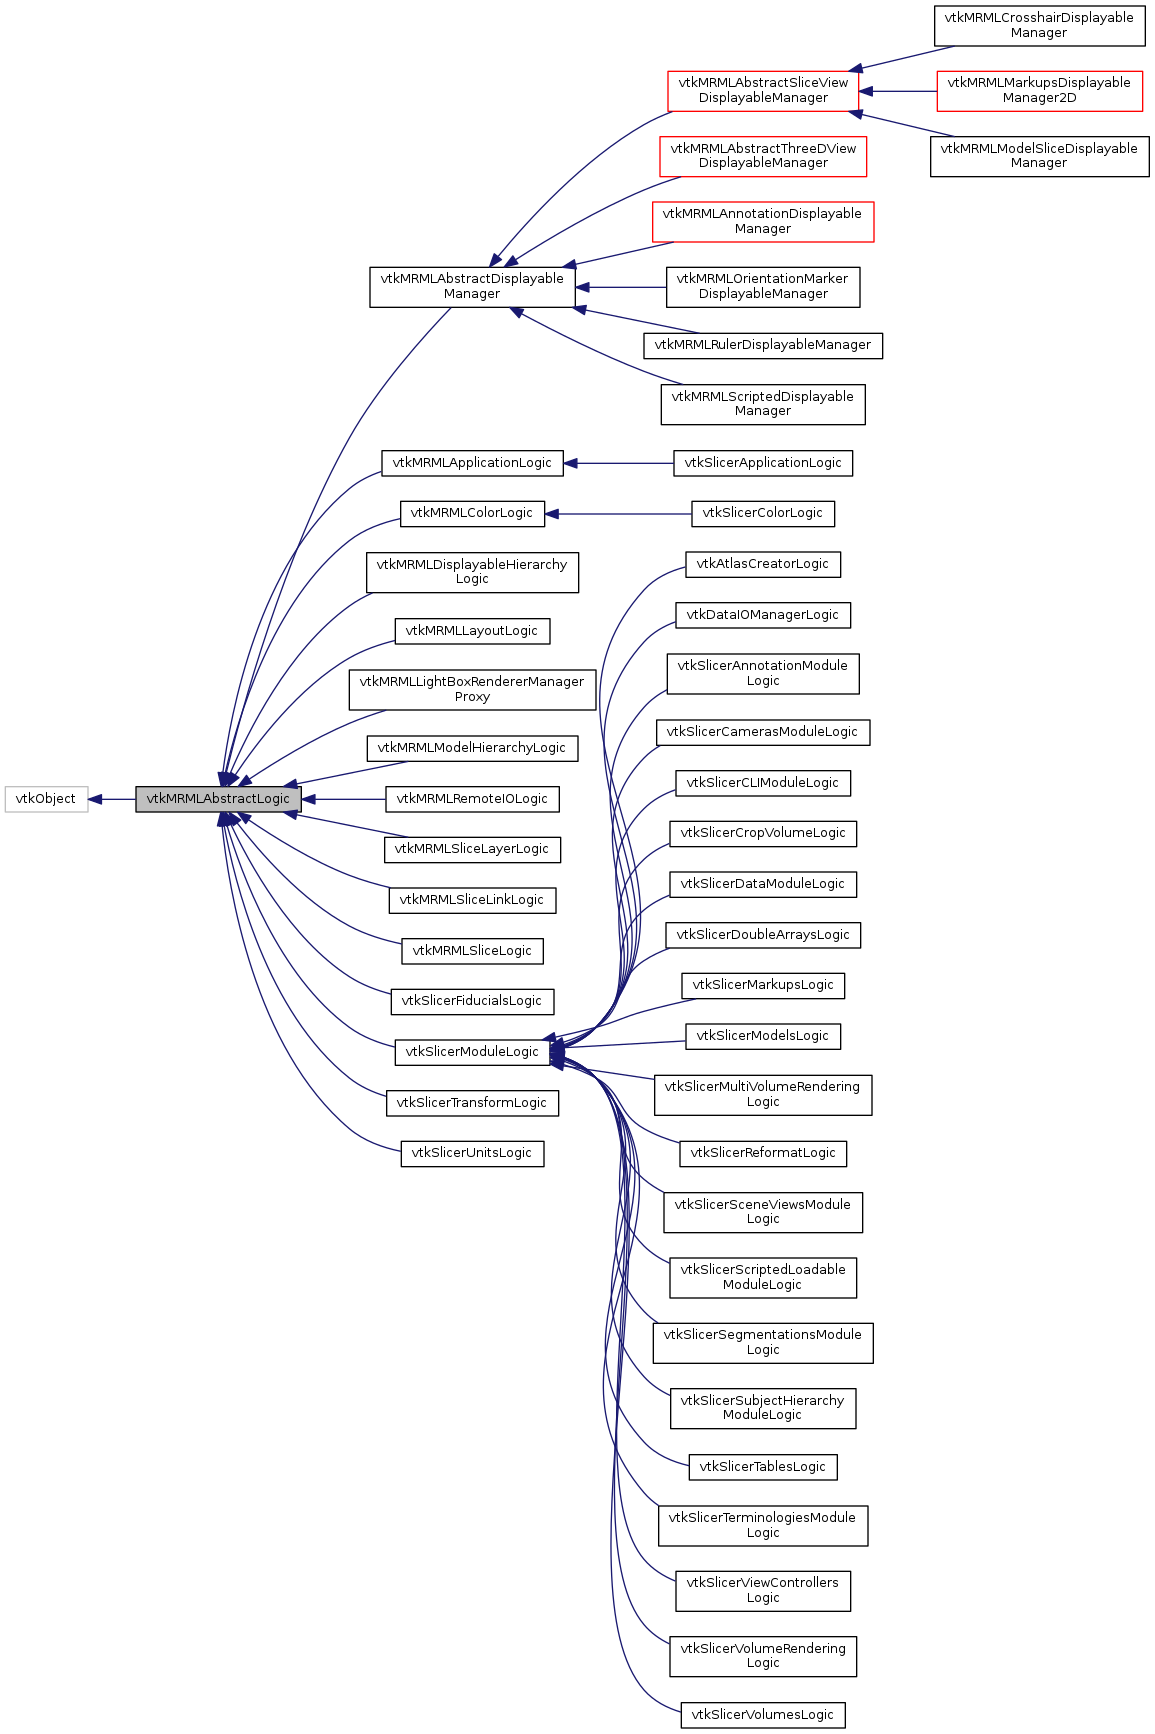 vtkMRMLCrosshairDisplayable
Manager
vtkMRMLAbstractSliceView
DisplayableManager
vtkMRMLMarkupsDisplayable
Manager2D
vtkMRMLModelSliceDisplayable
Manager
vtkMRMLAbstractThreeDView
DisplayableManager
vtkMRMLAnnotationDisplayable
Manager
vtkMRMLAbstractDisplayable
Manager
vtkMRMLOrientationMarker
DisplayableManager
vtkMRMLRulerDisplayableManager
vtkMRMLScriptedDisplayable
Manager
vtkMRMLApplicationLogic
vtkSlicerApplicationLogic
vtkMRMLColorLogic
vtkSlicerColorLogic
vtkMRMLDisplayableHierarchy
Logic
vtkAtlasCreatorLogic
vtkMRMLLayoutLogic
vtkDataIOManagerLogic
vtkMRMLLightBoxRendererManager
Proxy
vtkSlicerAnnotationModule
Logic
vtkMRMLModelHierarchyLogic
vtkSlicerCamerasModuleLogic
vtkObject
vtkMRMLAbstractLogic
vtkMRMLRemoteIOLogic
vtkSlicerCLIModuleLogic
vtkMRMLSliceLayerLogic
vtkSlicerCropVolumeLogic
vtkMRMLSliceLinkLogic
vtkSlicerDataModuleLogic
vtkMRMLSliceLogic
vtkSlicerDoubleArraysLogic
vtkSlicerFiducialsLogic
vtkSlicerMarkupsLogic
vtkSlicerModuleLogic
vtkSlicerModelsLogic
vtkSlicerTransformLogic
vtkSlicerMultiVolumeRendering
Logic
vtkSlicerUnitsLogic
vtkSlicerReformatLogic
vtkSlicerSceneViewsModule
Logic
vtkSlicerScriptedLoadable
ModuleLogic
vtkSlicerSegmentationsModule
Logic
vtkSlicerSubjectHierarchy
ModuleLogic
vtkSlicerTablesLogic
vtkSlicerTerminologiesModule
Logic
vtkSlicerViewControllers
Logic
vtkSlicerVolumeRendering
Logic
vtkSlicerVolumesLogic